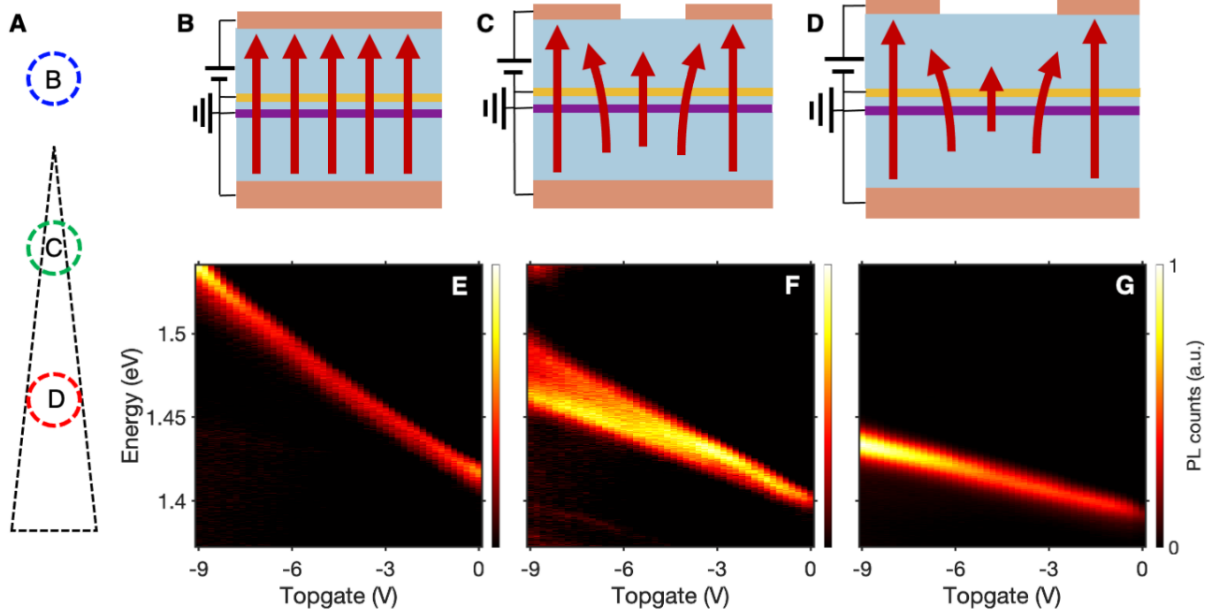 A
B
C
D
B
C
D
E
F
G
1
0
1.5
1.45
1.4
Energy (eV)
PL counts (a.u.)
-9 -6 -3 0
-9 -6 -3 0
-9 -6 -3 0
Topgate (V)
Topgate (V)
Topgate (V)